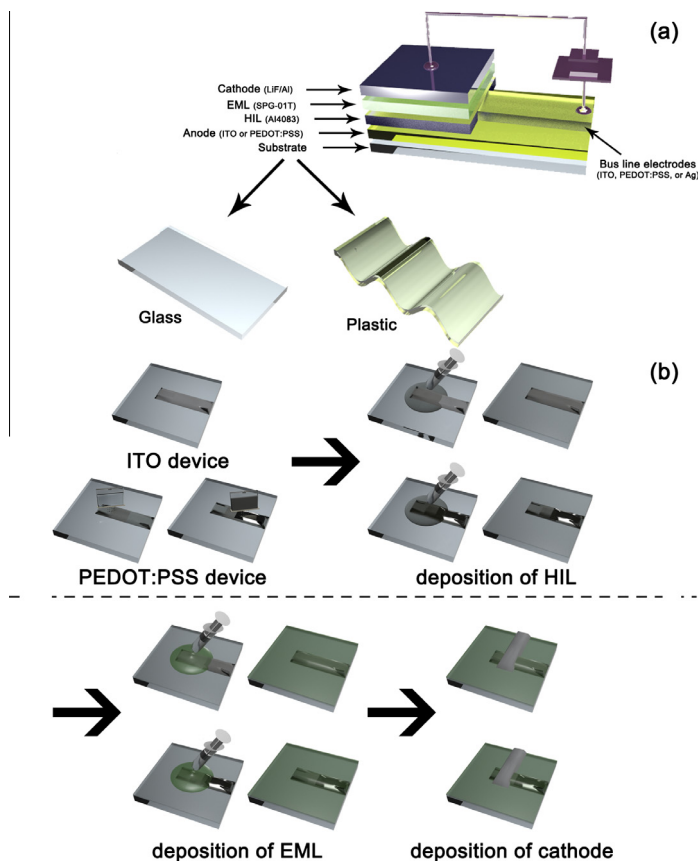 (a)
Cathode (LiF/Al)
EML (SPG-01T)
HIL (AI4083)
Anode (ITO or PEDOT:PSS)
Substrate
Bus line electrodes
(ITO, PEDOT:PSS, or Ag)
Glass
Plastic
(b)
ITO device
PEDOT:PSS device
deposition of HIL
deposition of EML
deposition of cathode